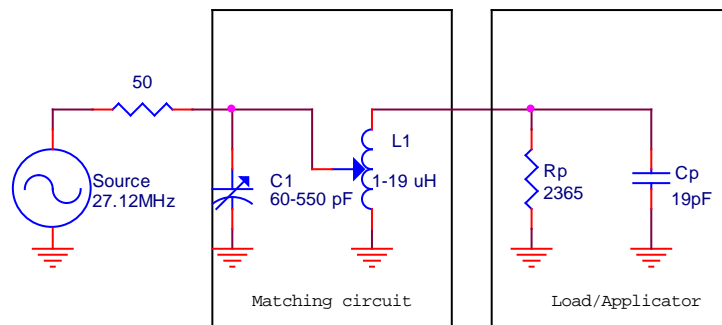 50
Source
27.12MHz
C1
60-550 pF
L1
1-19 uH
Rp
2365
Cp
19pF
Matching circuit
Load/Applicator